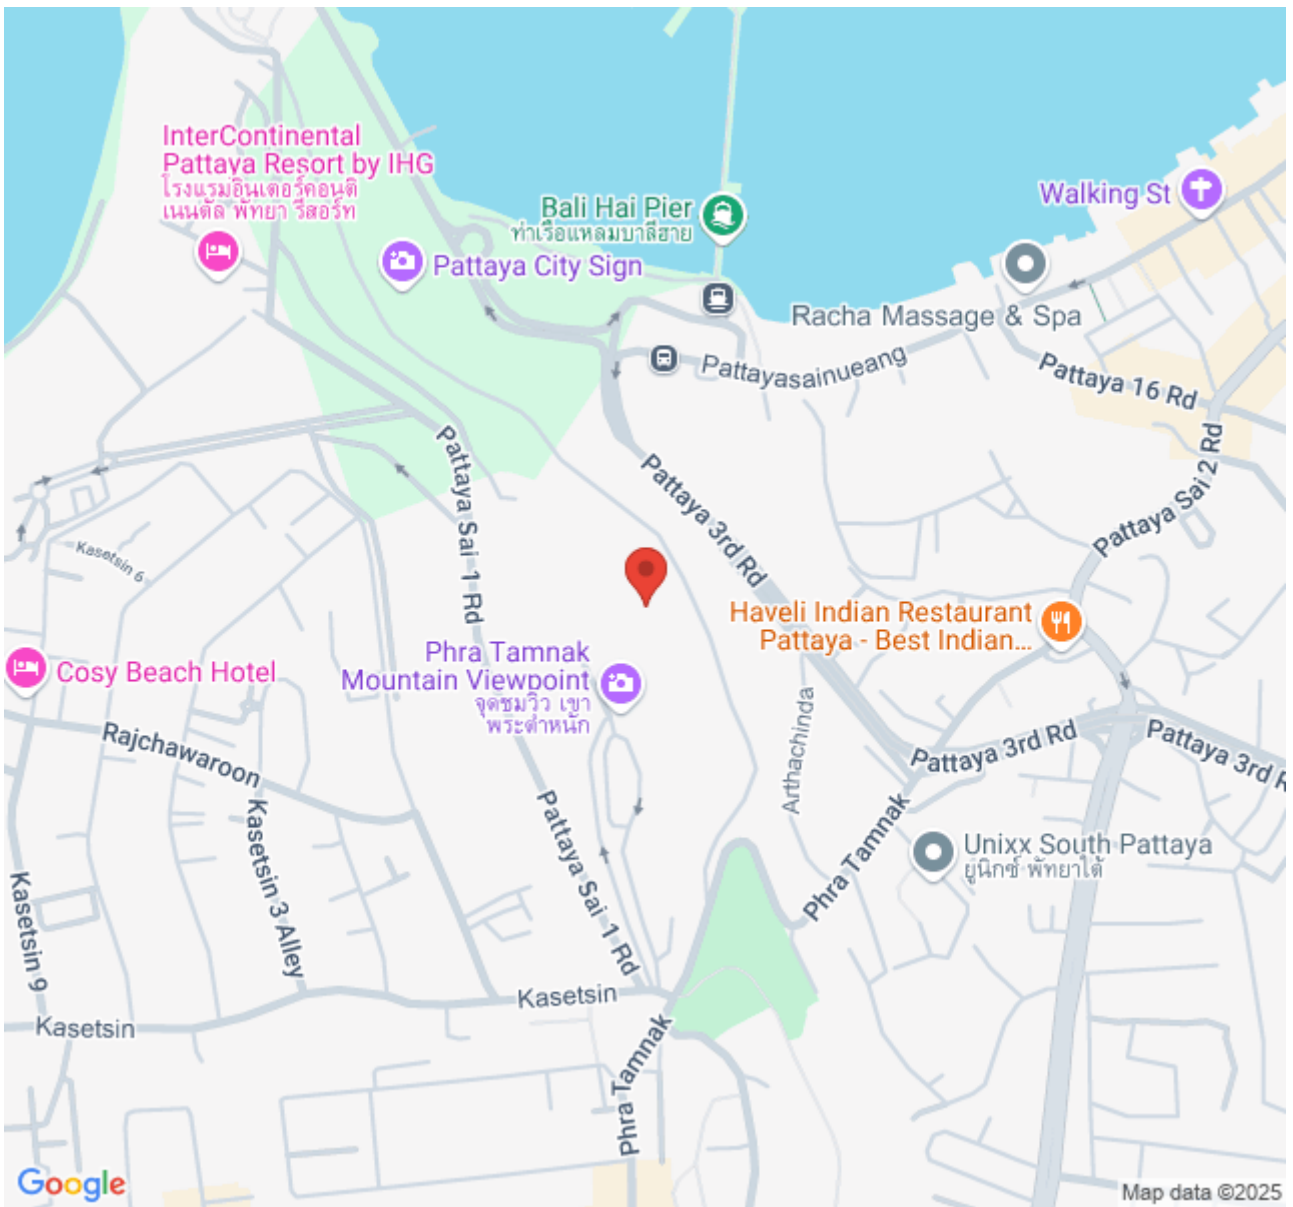 InterContinental
Pattaya Resort by IHG
โรงแรมอินเตอร์คอนติ
เนนตัล พัทยา รีสอร์ท
Bali Hai Pier
ท่าเรือแหลมบาลีฮาย
Walking St
Pattaya City Sign
Racha Massage & Spa
Pattayasainueang
Pattaya 16 Rd
Pattaya Sai 1 Rd
Pattaya 3rd Rd
Pattaya Sai 2 Rd
Kasetsin 6
Haveli Indian Restaurant
Pattaya - Best Indian...
Phra Tamnak
Mountain Viewpoint
จุดชมวิว เขา
พระตำหนัก
Cosy Beach Hotel
Rajchawaroon
Arthachinda
Pattaya 3rd Rd
Pattaya 3rd R
Kasetsin 3 Alley
Pattaya Sai 1 Rd
Phra Tamnak
Unixx South Pattaya
ยูนิกซ์ พัทยาใต้
Kasetsin 9
Kasetsin
Kasetsin
Phra Tamnak
Google
Map data ©2025